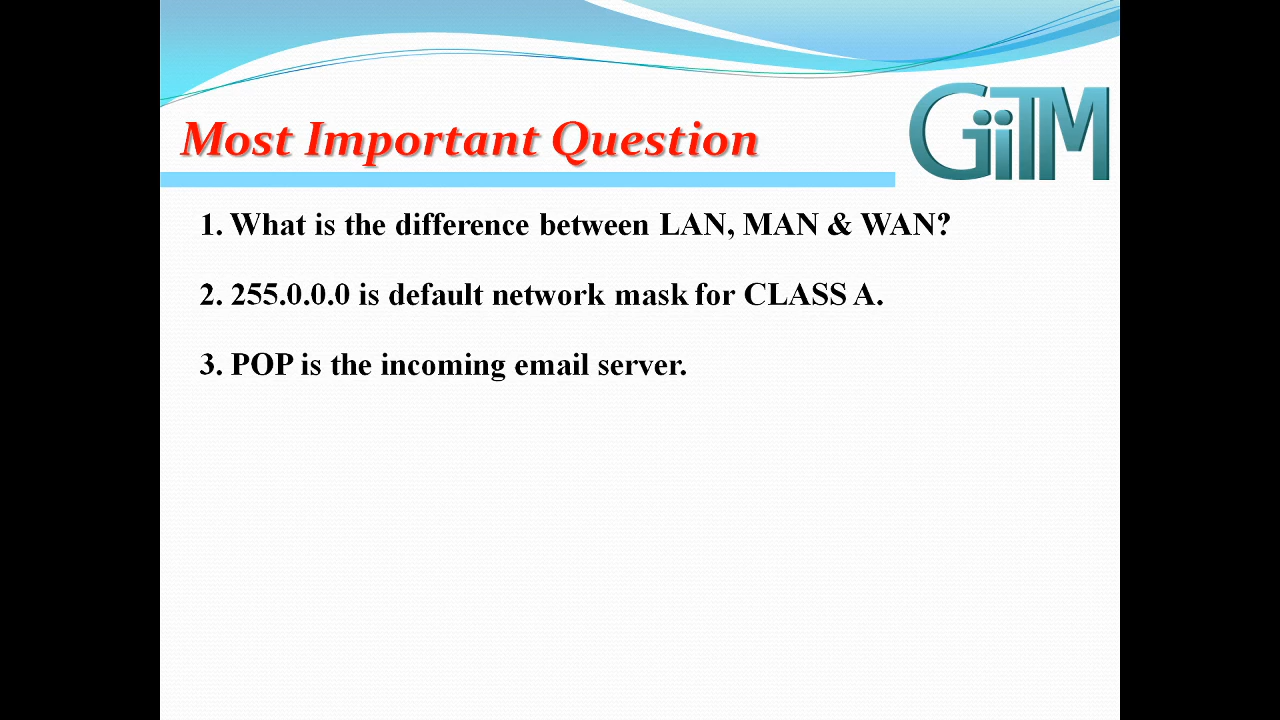 GiiTM
Most Important Question
1. What is the difference between LAN, MAN & WAN?
2. 255.0.0.0 is default network mask for CLASS A.
3. POP is the incoming email server.